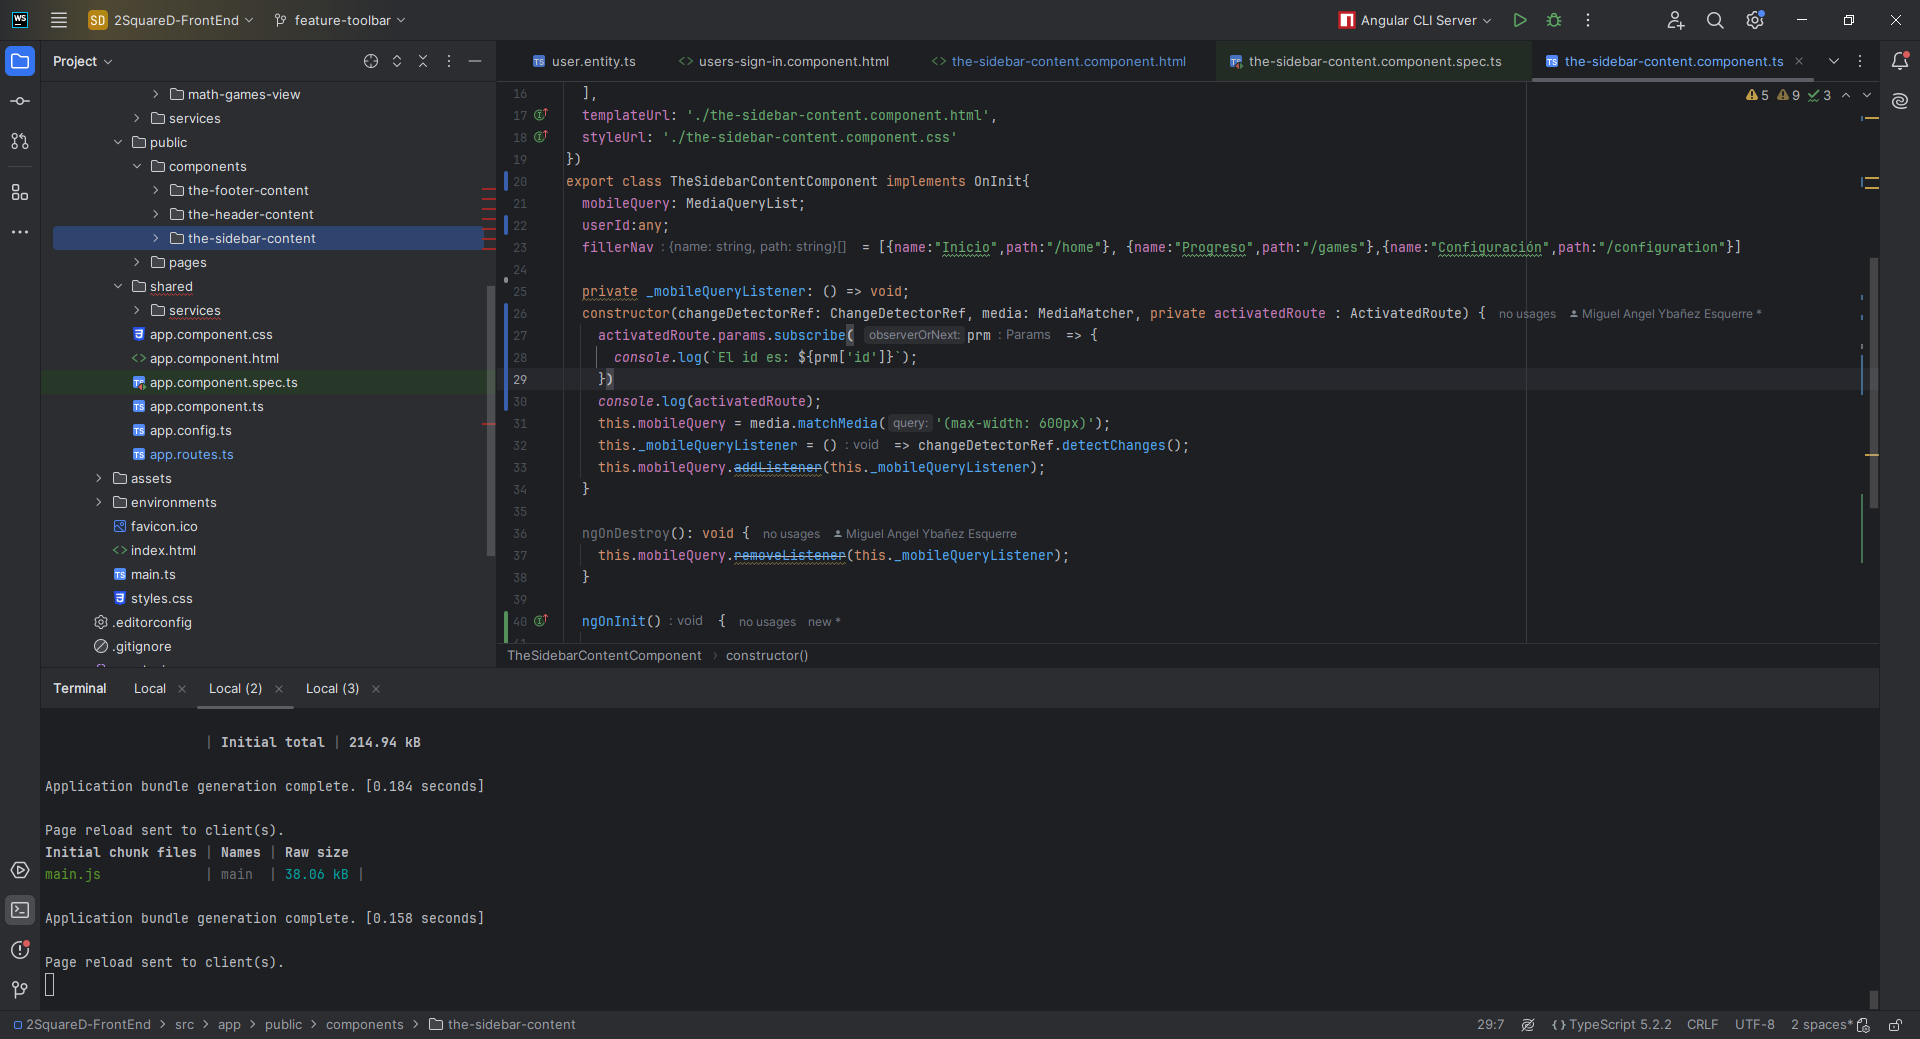 WS
SD 2SquareD-FrontEnd feature-toolbar Angular CLI Server
Project
user.entity.ts users-sign-in.component.html <> the-sidebar-content.component.html the-sidebar-content.component.spec.ts the-sidebar-content.component.ts
math-games-view
services
public
components
the-footer-content
the-header-content
the-sidebar-content
pages
shared
services
app.component.css
<> app.component.html
app.component.spec.ts
app.component.ts
app.config.ts
app.routes.ts
assets
environments
favicon.ico
<> index.html
main.ts
styles.css
.editorconfig
.gitignore
5 9 3
16 ],
17 templateUrl: './the-sidebar-content.component.html',
18 styleUrl: './the-sidebar-content.component.css'
19 })
20 export class TheSidebarContentComponent implements OnInit{
21 mobileQuery: MediaQueryList;
22 userId:any;
23 fillerNav : {name: string, path: string}[] = [{name:"Inicio",path:"/home"}, {name:"Progreso",path:"/games"},{name:"Configuración",path:"/configuration"}]
24
25 private _mobileQueryListener: () => void;
26 constructor(changeDetectorRef: ChangeDetectorRef, media: MediaMatcher, private activatedRoute : ActivatedRoute) { no usages Miguel Angel Ybañez Esquerre *
27 activatedRoute.params.subscribe( observerOrNext: prm : Params => {
28 console.log(`El id es: ${prm['id']}`);
29 })
30 console.log(activatedRoute);
31 this.mobileQuery = media.matchMedia( query: '(max-width: 600px)');
32 this._mobileQueryListener = () : void => changeDetectorRef.detectChanges();
33 this.mobileQuery.addListener(this._mobileQueryListener);
34 }
35
36 ngOnDestroy(): void { no usages Miguel Angel Ybañez Esquerre
37 this.mobileQuery.removeListener(this._mobileQueryListener);
38 }
39
40 ngOnInit() : void { no usages new *
TheSidebarContentComponent > constructor()
Terminal Local Local (2) Local (3)
| Initial total | 214.94 kB
Application bundle generation complete. [0.184 seconds]
Page reload sent to client(s).
Initial chunk files | Names | Raw size
main.js | main | 38.06 kB |
Application bundle generation complete. [0.158 seconds]
Page reload sent to client(s).
2SquareD-FrontEnd > src > app > public > components > the-sidebar-content
29:7 {} TypeScript 5.2.2 CRLF UTF-8 2 spaces*